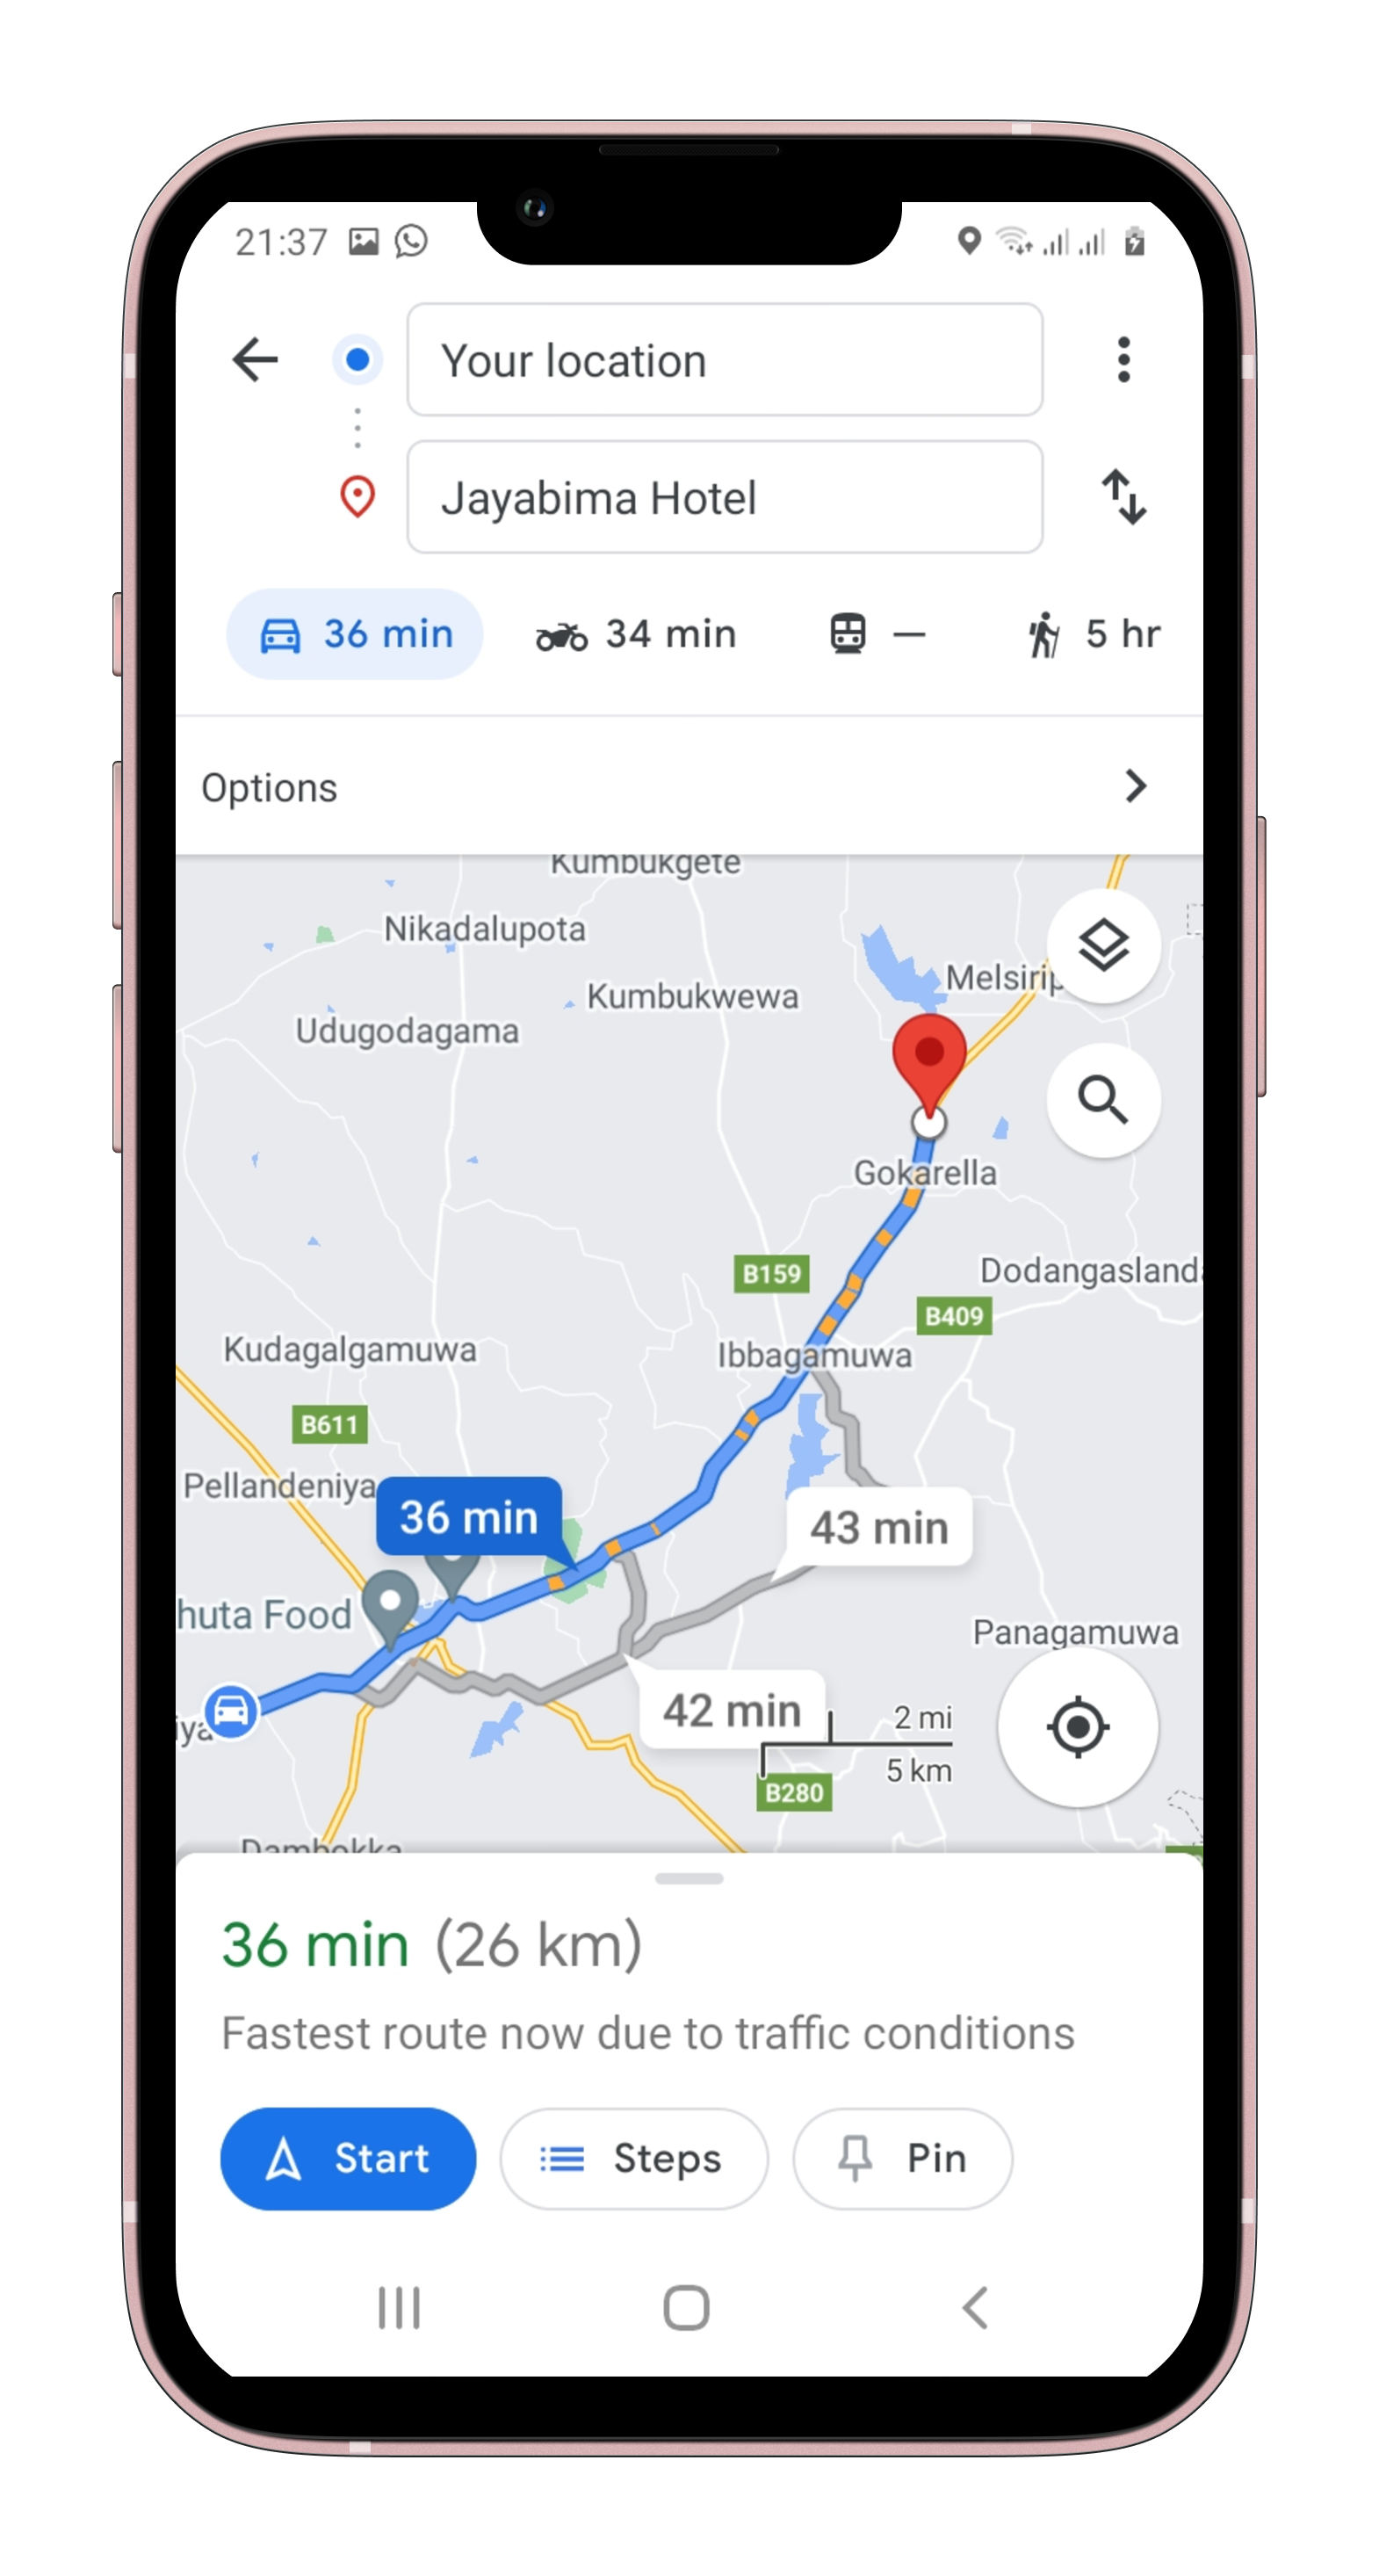 21:37
Your location
Jayabima Hotel
36 min 34 min — 5 hr
Options
Kumbukgete
Nikadalupota
Melsirip
Kumbukwewa
Udugodagama
Gokarella
B159
Dodangasland
B409
Kudagalgamuwa
Ibbagamuwa
B611
Pellandeniya
36 min
43 min
huta Food
Panagamuwa
42 min
2 mi
iya
5 km
B280
Dambokka
36 min (26 km)
Fastest route now due to traffic conditions
Start Steps Pin